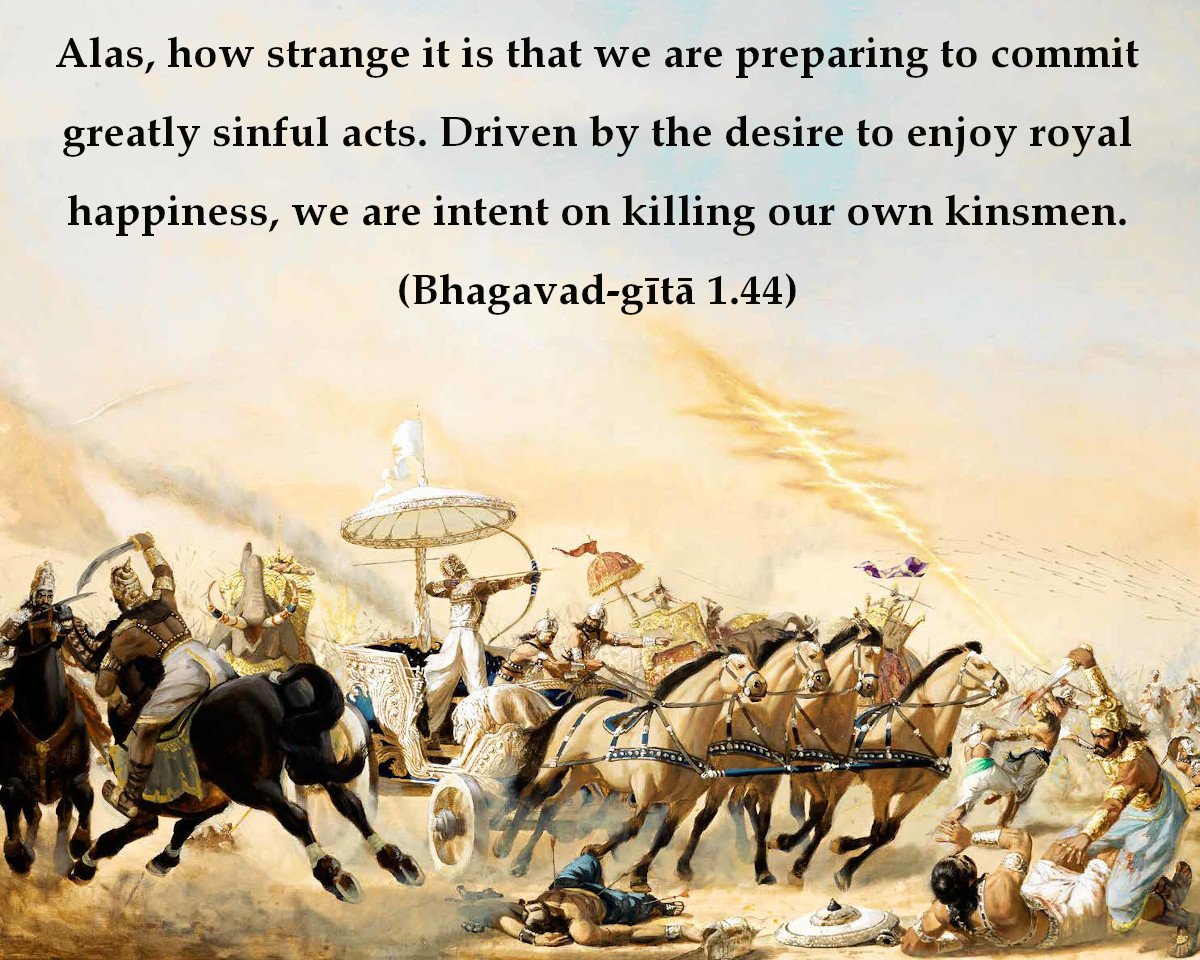 Alas, how strange it is that we are preparing to commit
greatly sinful acts. Driven by the desire to enjoy royal
happiness, we are intent on killing our own kinsmen.
(Bhagavad-gītā 1.44)